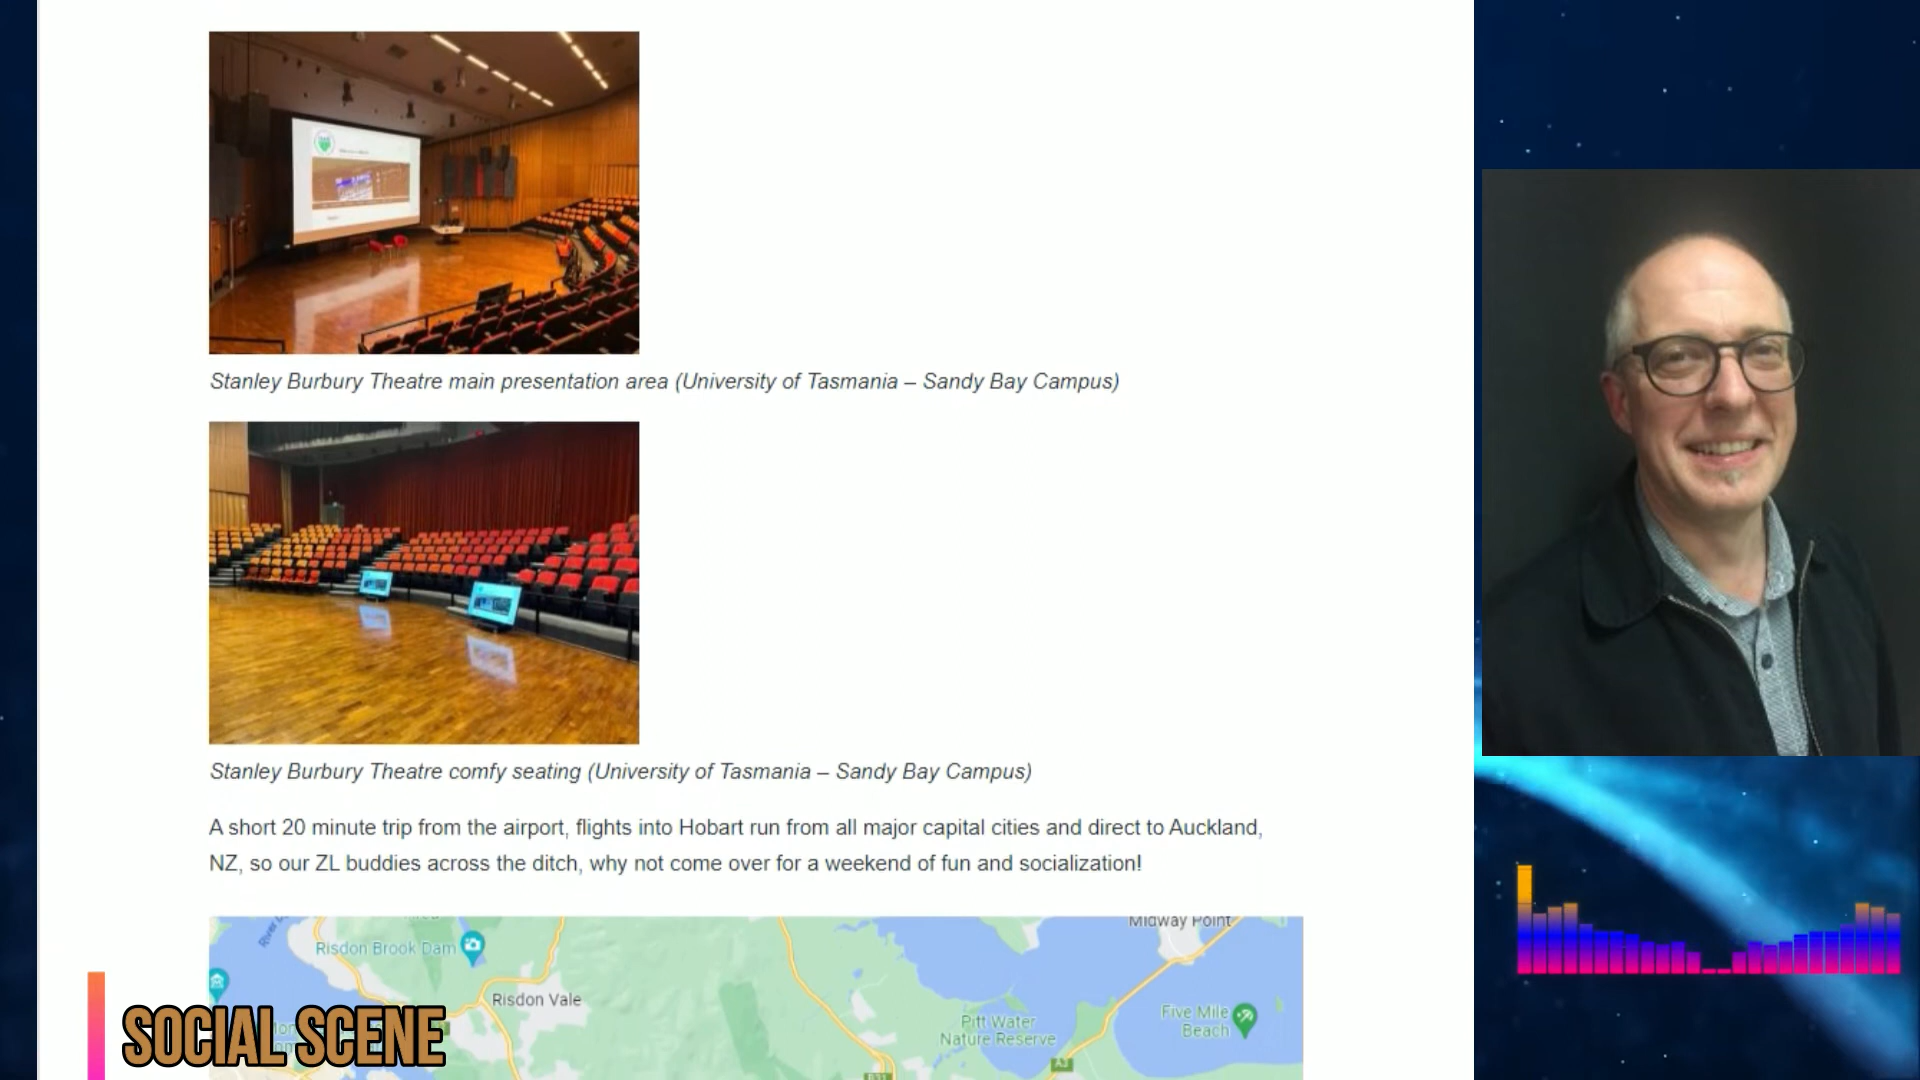 Stanley Burbury Theatre main presentation area (University of Tasmania – Sandy Bay Campus)
Stanley Burbury Theatre comfy seating (University of Tasmania – Sandy Bay Campus)
A short 20 minute trip from the airport, flights into Hobart run from all major capital cities and direct to Auckland,
NZ, so our ZL buddies across the ditch, why not come over for a weekend of fun and socialization!
Midway Point
River
Risdon Brook Dam
Risdon Vale
Five Mile
Beach
Pitt Water
Nature Reserve
A3
B31
SOCIAL SCENE